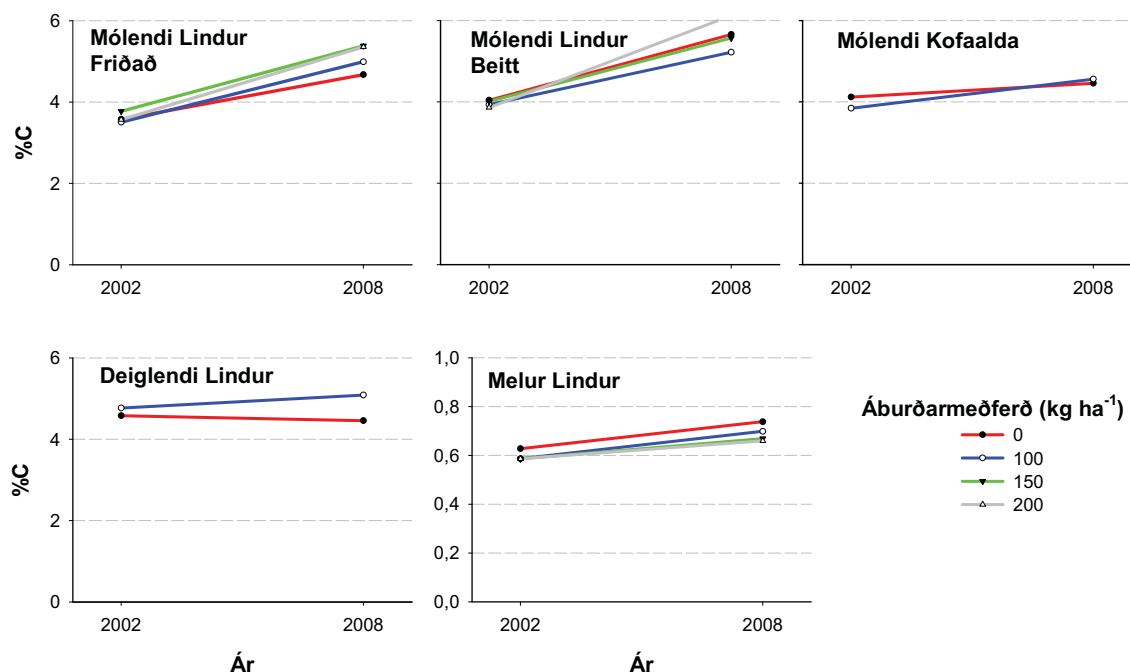 Mólendi Lindur
Friðað
%C
6
4
2
0
2002
2008
Mólendi Lindur
Beitt
2002
2008
Mólendi Kofaalda
2002
2008
Deiglendi Lindur
%C
6
4
2
0
2002
2008
Ár
Melur Lindur
1,0
0,8
0,6
0,4
0,2
0,0
2002
2008
Ár
Áburðarmeðferð (kg ha-1)
0
100
150
200